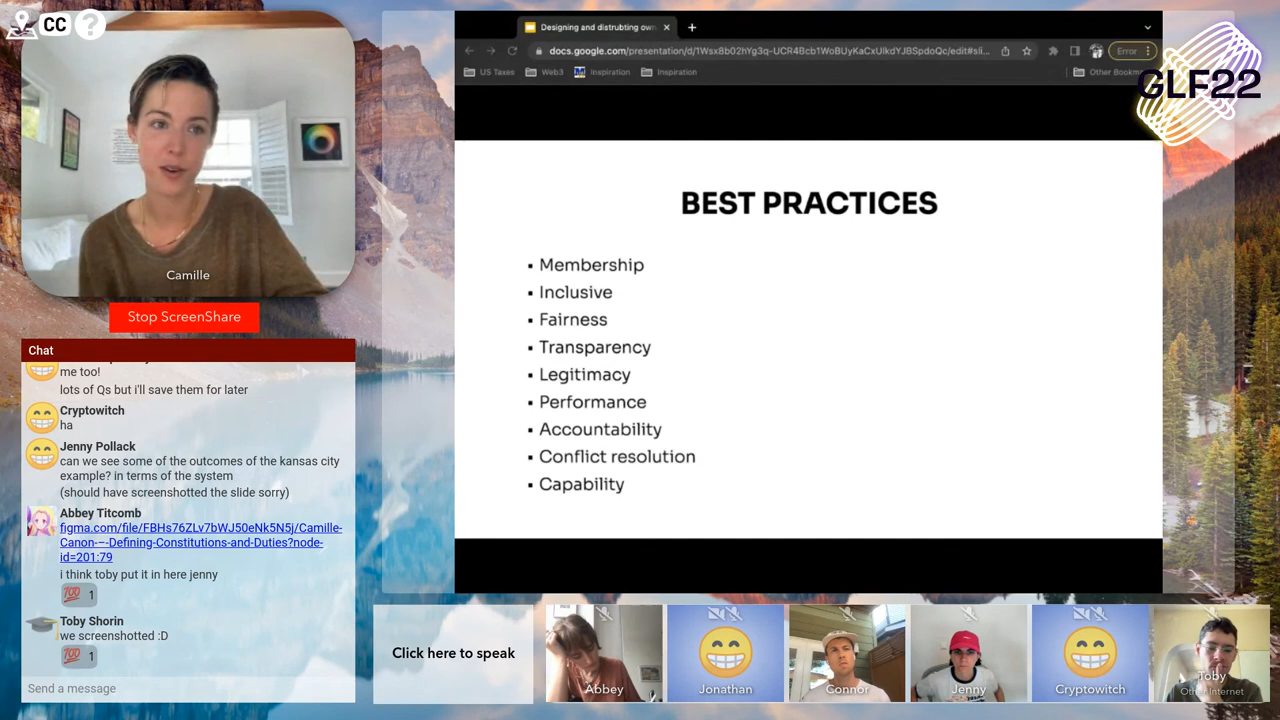 CC
?
Camille
Stop ScreenShare
Chat
me too!
lots of Qs but i'll save them for later
Cryptowitch
ha
Jenny Pollack
can we see some of the outcomes of the kansas city
example? in terms of the system
(should have screenshotted the slide sorry)
Abbey Titcomb
figma.com/file/FBHs76ZLv7bWJ50eNk5N5j/Camille-
Canon-–-Defining-Constitutions-and-Duties?node-
id=201:79
i think toby put it in here jenny
💯 1
Toby Shorin
we screenshotted :D
💯 1
Send a message
Designing and distrubting own
docs.google.com/presentation/d/1Wsx8b02hYg3q-UCR4Bcb1WoBUyKaCxUlkdYJBSpdoQc/edit#sli...
Error
US Taxes
Web3
Inspiration
Inspiration
Other Bookm
GLF22
BEST PRACTICES
▪ Membership
▪ Inclusive
▪ Fairness
▪ Transparency
▪ Legitimacy
▪ Performance
▪ Accountability
▪ Conflict resolution
▪ Capability
Click here to speak
Abbey
Jonathan
Connor
Jenny
Cryptowitch
Toby
Other Internet